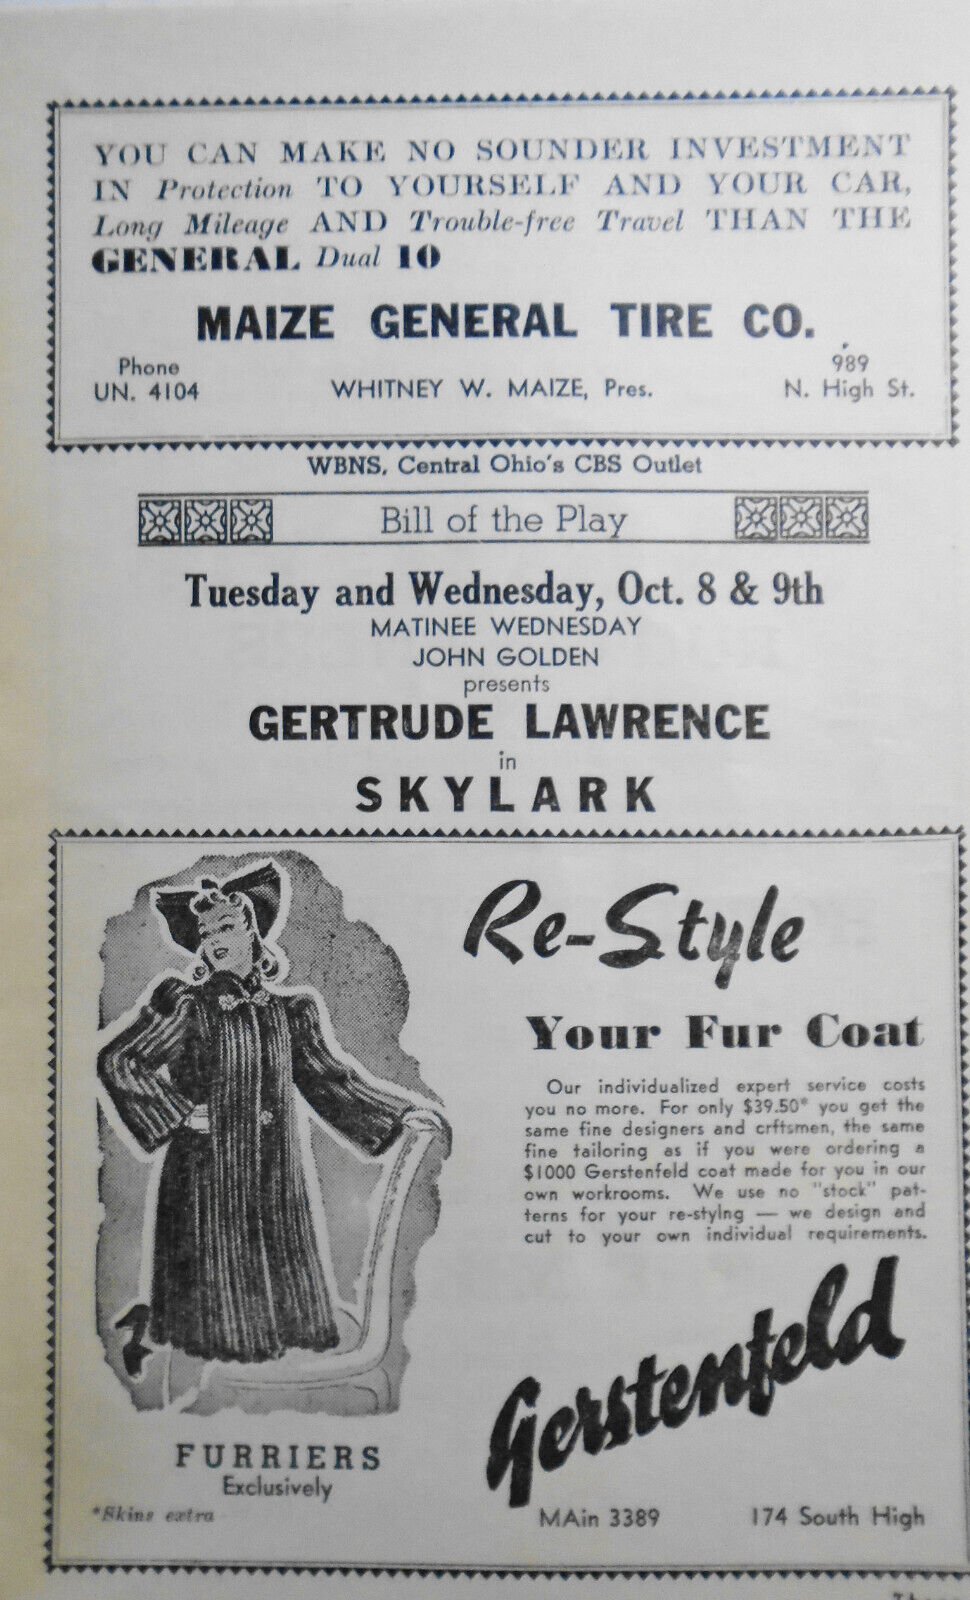 YOU CAN MAKE NO SOUNDER INVESTMENT
IN Protection TO YOURSELF AND YOUR CAR,
Long Mileage AND Trouble-free Travel THAN THE
GENERAL Dual 10
MAIZE GENERAL TIRE CO.
Phone
UN. 4104
WHITNEY W. MAIZE, Pres.
989
N. High St.
WBNS, Central Ohio's CBS Outlet
Bill of the Play
Tuesday and Wednesday, Oct. 8 & 9th
MATINEE WEDNESDAY
JOHN GOLDEN
presents
GERTRUDE LAWRENCE
in
SKYLARK
Re-Style
Your Fur Coat
Our individualized expert service costs
you no more. For only $39.50* you get the
same fine designers and crftsmen, the same
fine tailoring as if you were ordering a
$1000 Gerstenfeld coat made for you in our
own workrooms. We use no "stock" pat-
terns for your re-stylng — we design and
cut to your own individual requirements.
Gerstenfeld
FURRIERS
Exclusively
*Skins extra
MAin 3389
174 South High